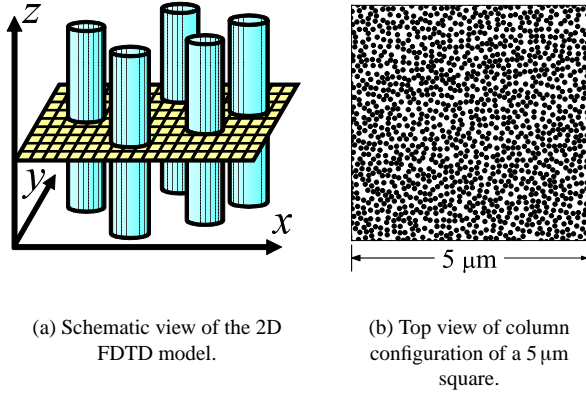 z
y
x
5 μm
(a) Schematic view of the 2D
FDTD model.
(b) Top view of column
configuration of a 5 μm
square.